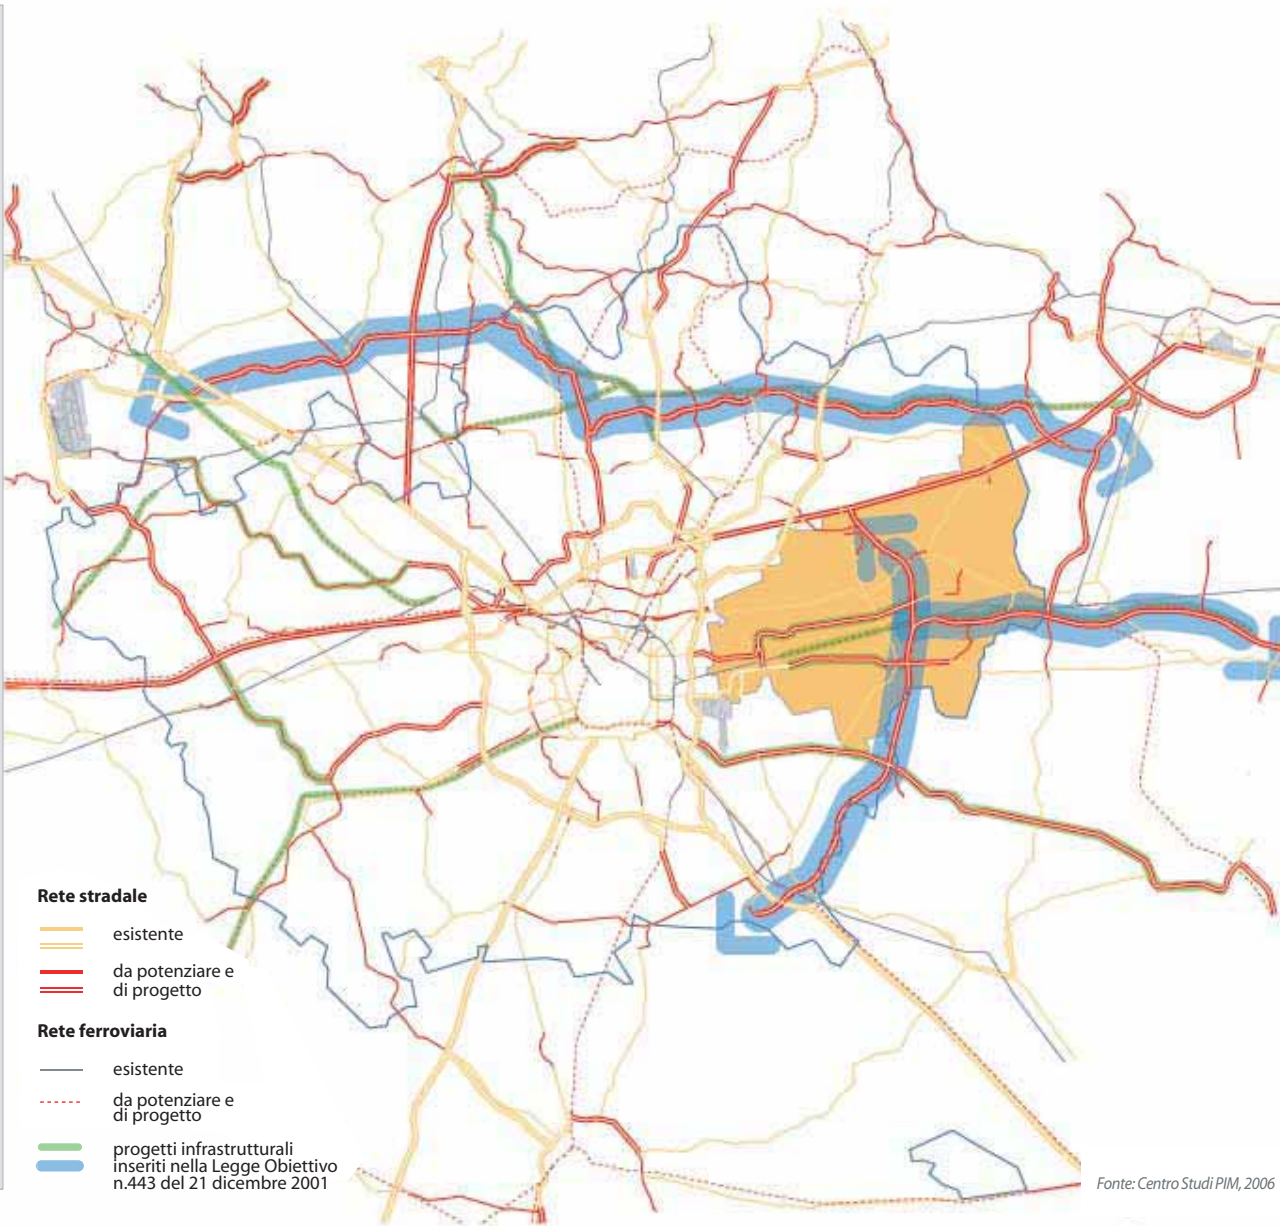 Rete stradale
esistente
da potenziare e
di progetto
Rete ferroviaria
esistente
da potenziare e
di progetto
progetti infrastrutturali
inseriti nella Legge Obiettivo
n.443 del 21 dicembre 2001
Fonte: Centro Studi PIM, 2006